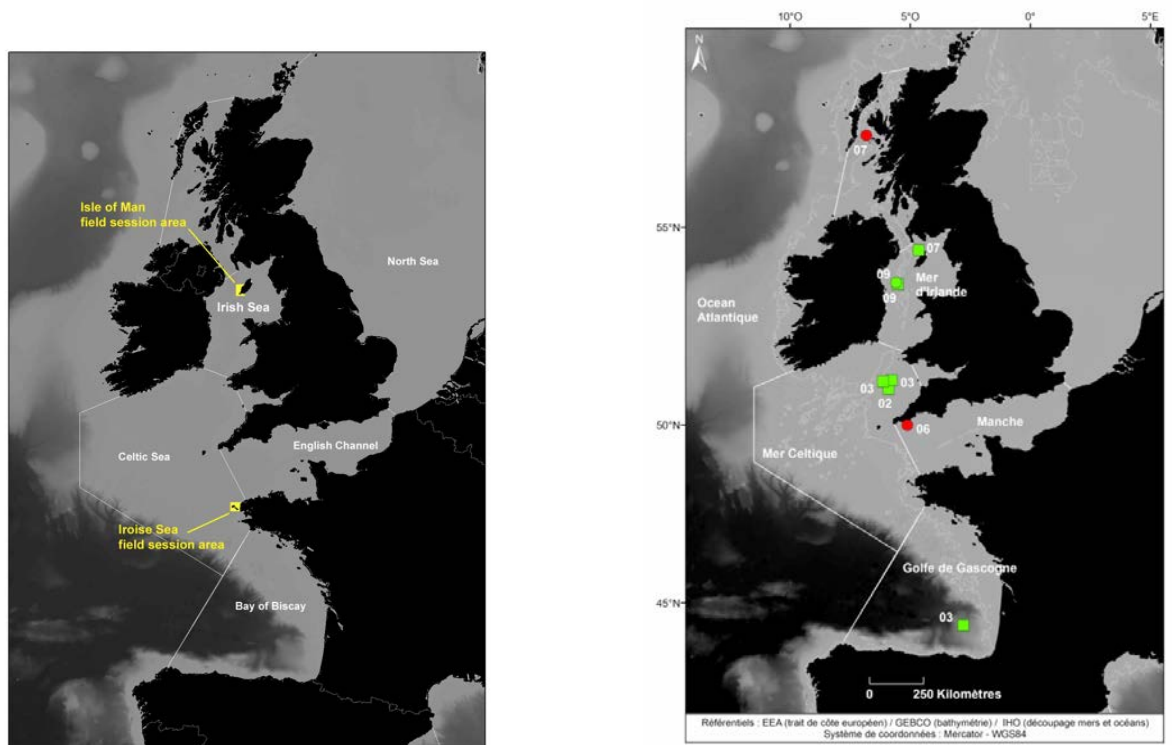 Isle of Man
field session area
North Sea
Irish Sea
English Channel
Celtic Sea
Iroise Sea
field session area
Bay of Biscay
10°O
5°O
0°
5°E
N
07
55°N
07
09
Mer
d'Irlande
09
Ocean
Atlantique
03
03
02
50°N
06
Manche
Mer Celtique
Golfe de Gascogne
45°N
03
0
250 Kilomètres
Référentiels : EEA (trait de côte européen) / GEBCO (bathymétrie) / IHO (découpage mers et océans)
Système de coordonnées : Mercator - WGS84